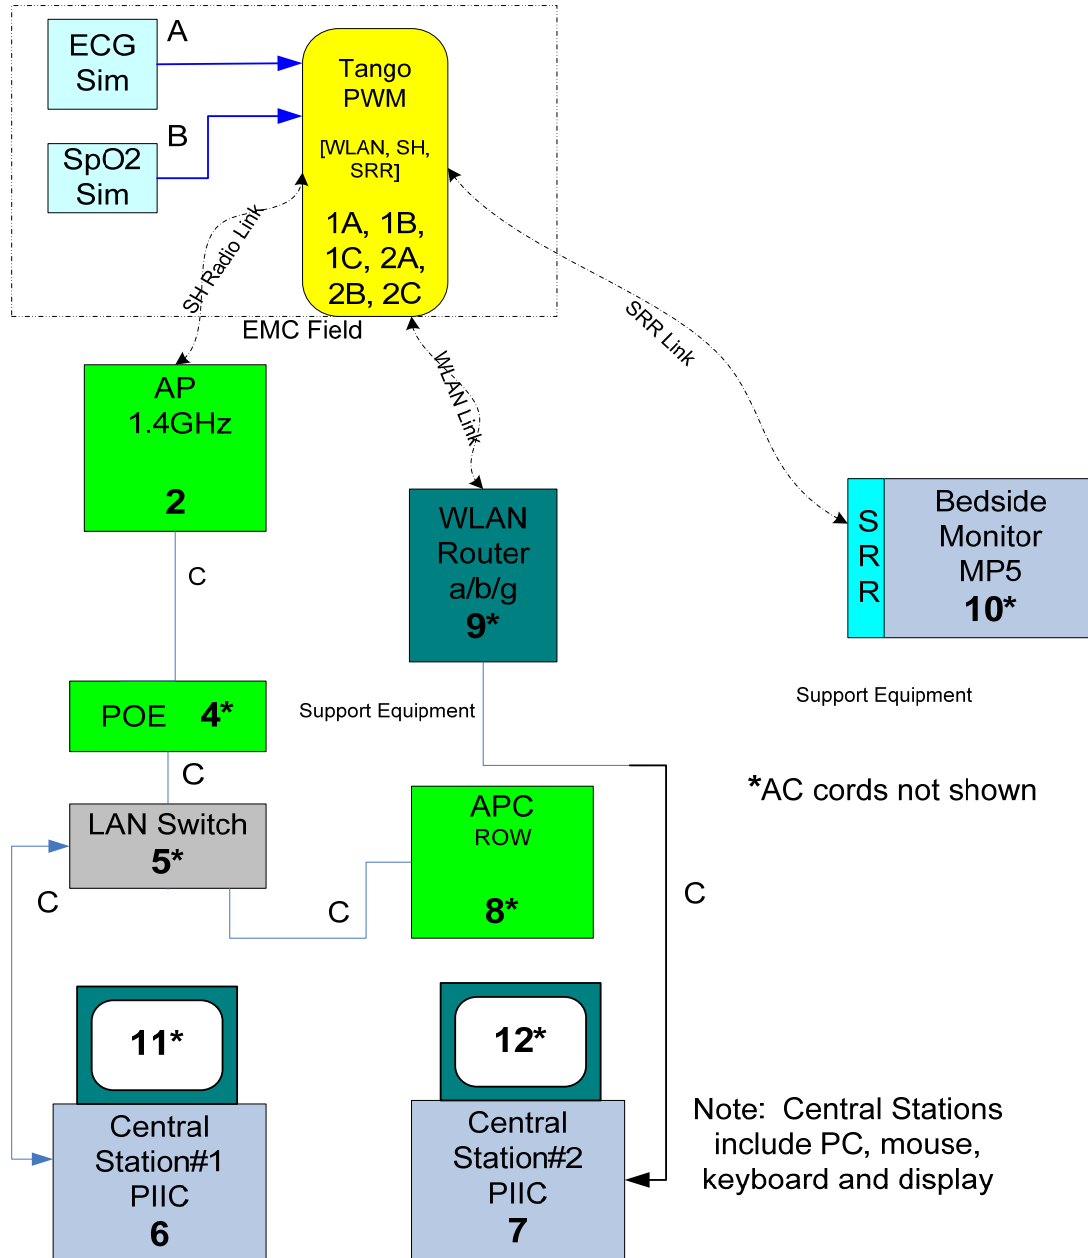 ECG
Sim
A
SpO2
Sim
B
Tango
PWM
[WLAN, SH,
SRR]
1A, 1B,
1C, 2A,
2B, 2C
EMC Field
SH Radio Link
WLAN Link
SRR Link
AP
1.4GHz
2
C
WLAN
Router
a/b/g
9*
S
R
R
Bedside
Monitor
MP5
10*
Support Equipment
Support Equipment
POE 4*
C
LAN Switch
5*
C
C
APC
ROW
8*
C
*AC cords not shown
11*
Central
Station#1
PIIC
6
12*
Central
Station#2
PIIC
7
Note: Central Stations
include PC, mouse,
keyboard and display